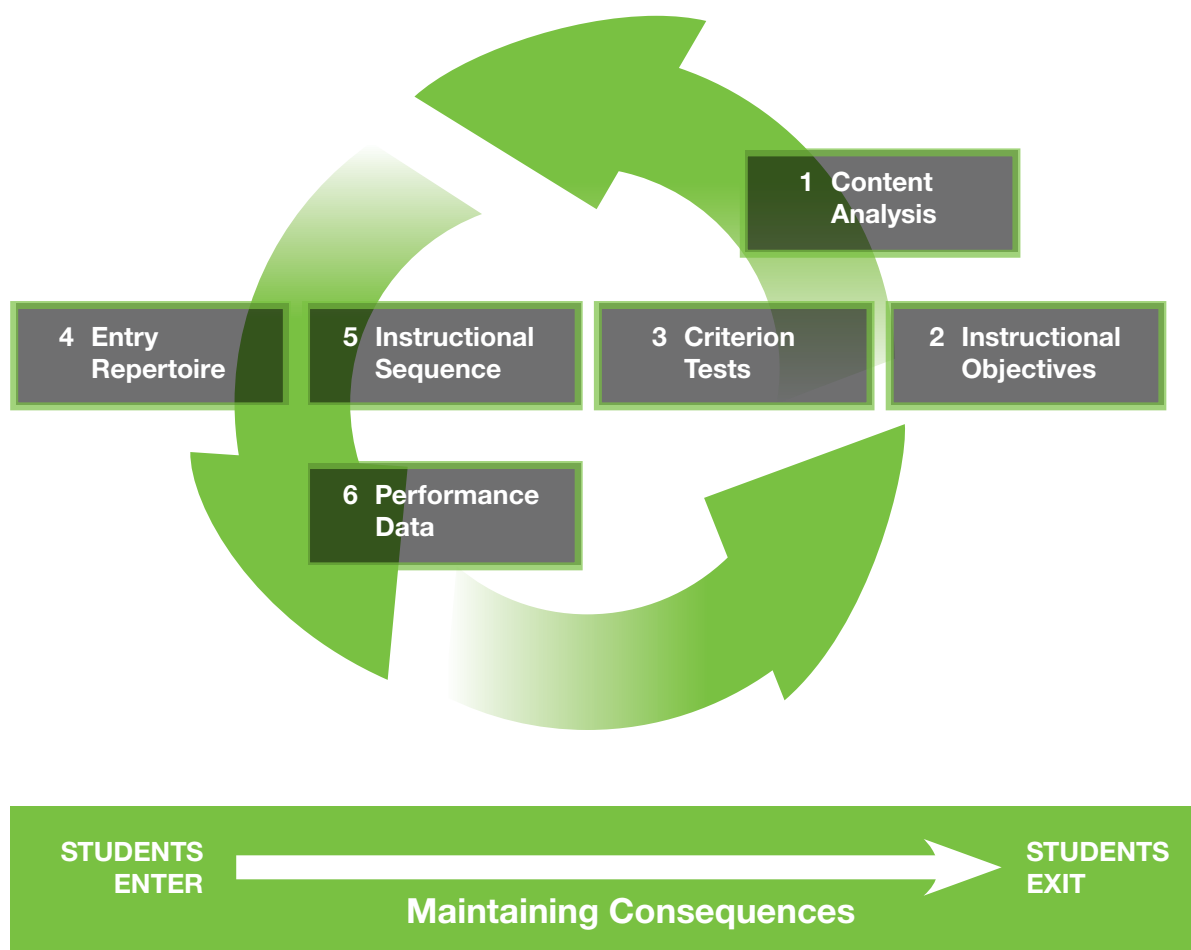 1 Content
Analysis
4 Entry
Repertoire
5 Instructional
Sequence
3 Criterion
Tests
2 Instructional
Objectives
6 Performance
Data
STUDENTS
ENTER
Maintaining Consequences
STUDENTS
EXIT